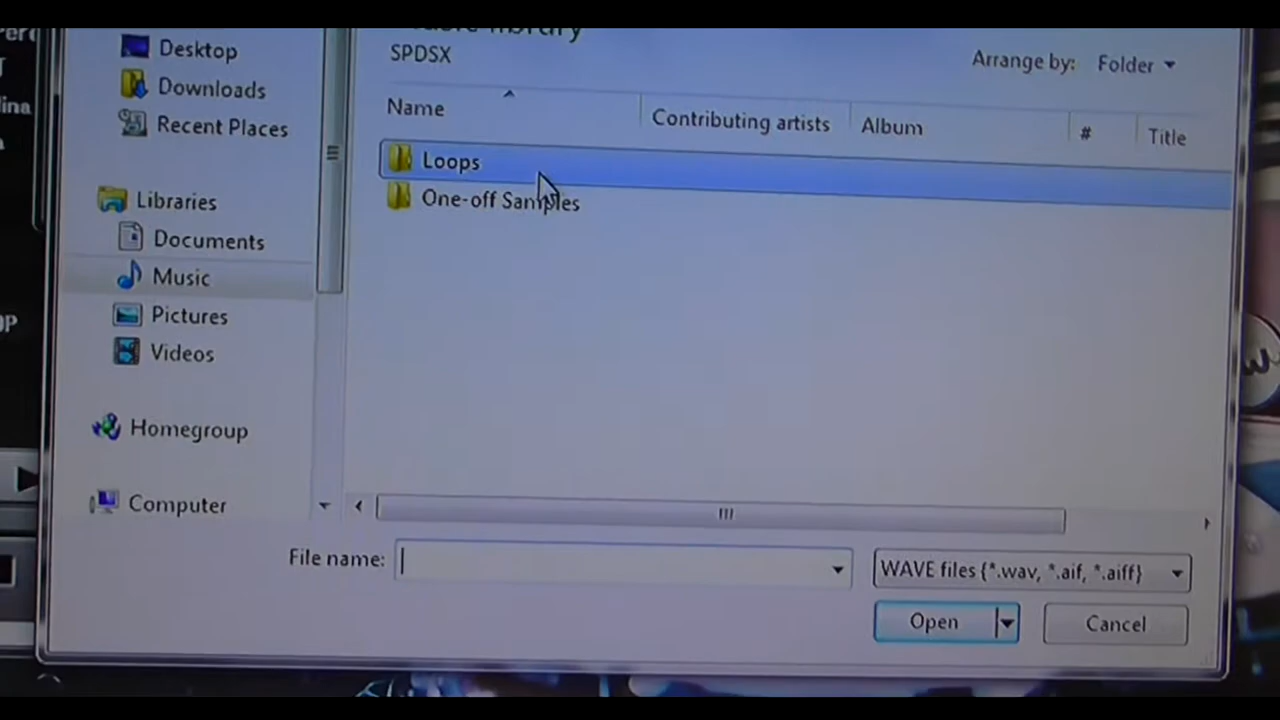 SPDSX
Arrange by: Folder
Name Contributing artists Album # Title
Loops
One-off Samples
Desktop
Downloads
Recent Places
Libraries
Documents
Music
Pictures
Videos
Homegroup
Computer
File name:
WAVE files {*.wav, *.aif, *.aiff}
Open Cancel